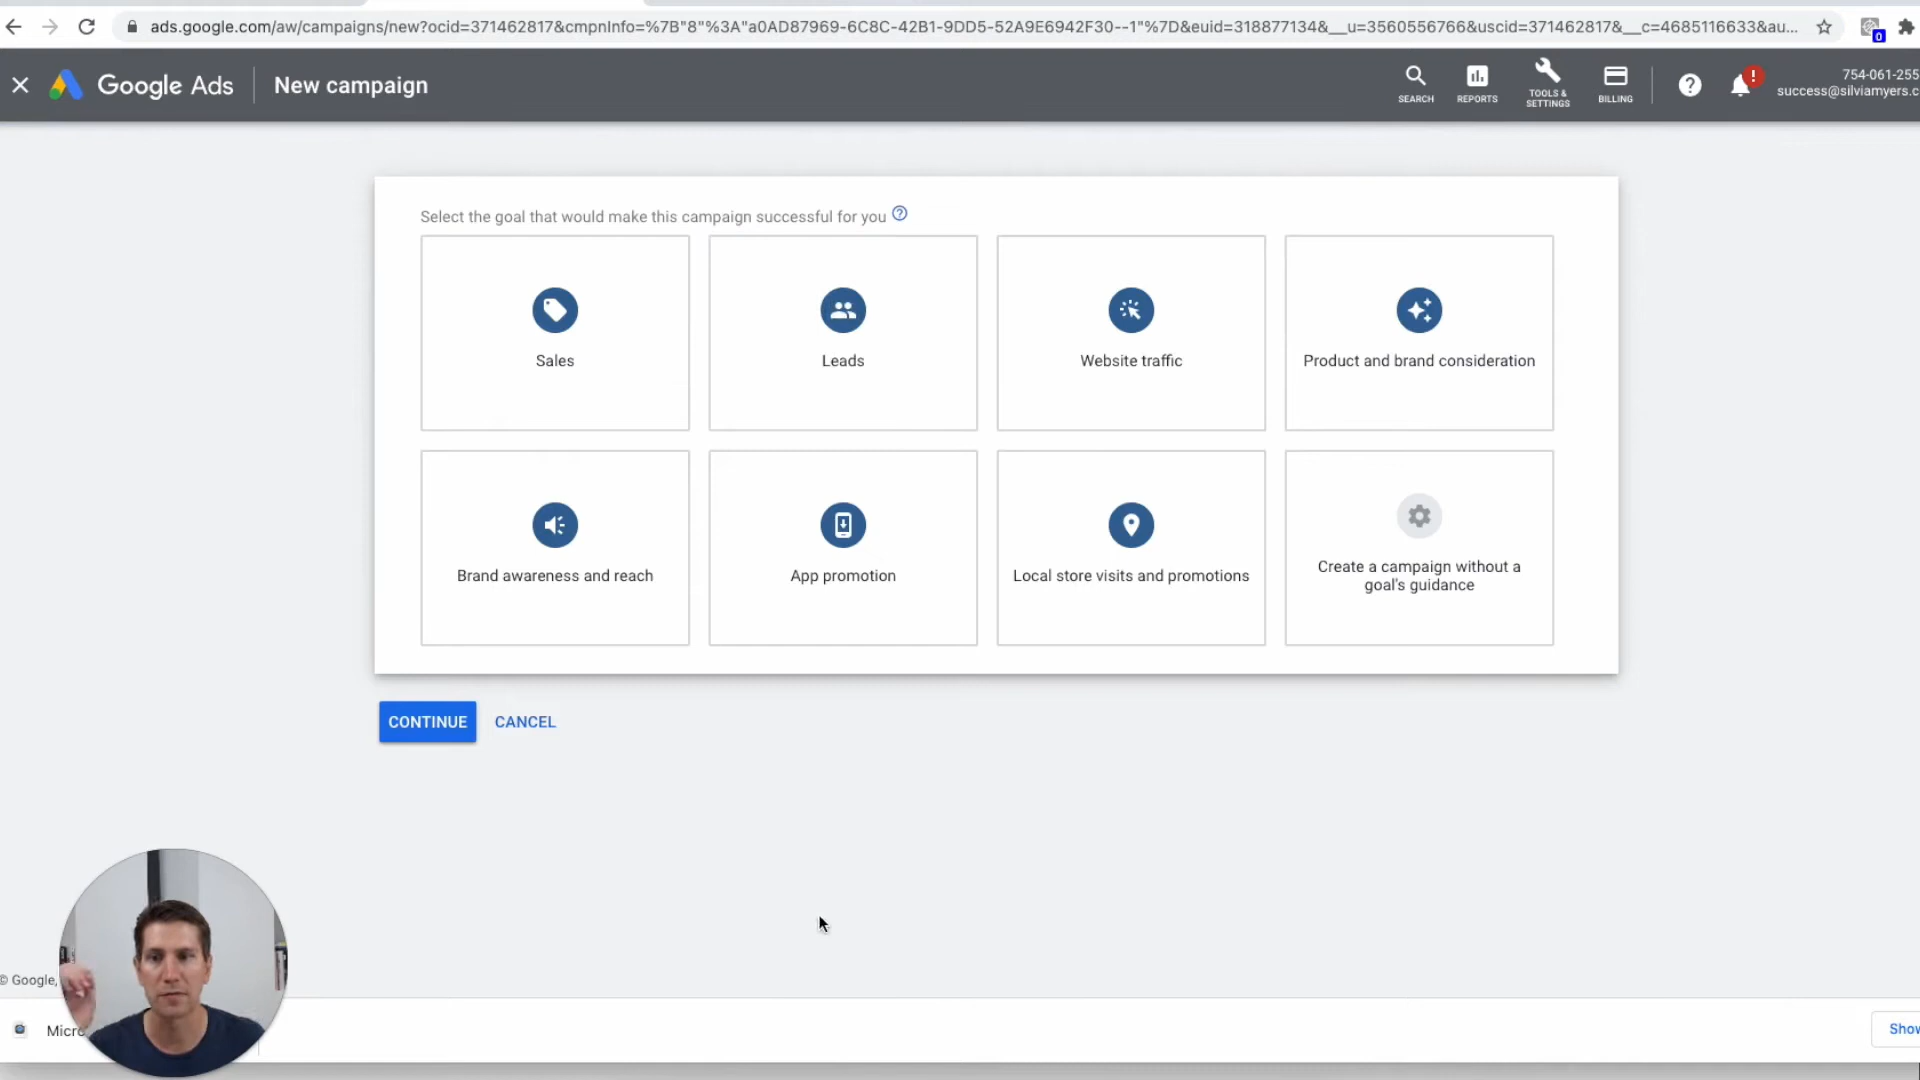 ads.google.com/aw/campaigns/new?ocid=371462817&cmpnInfo=%7B"8"%3A"a0AD87969-6C8C-42B1-9DD5-52A9E6942F30--1"%7D&euid=318877134&__u=3560556766&uscid=371462817&__c=4685116633&au...
0
Google Ads
New campaign
SEARCH
REPORTS
TOOLS &
SETTINGS
BILLING
!
754-061-255
success@silviamyers.c
Select the goal that would make this campaign successful for you
Sales
Leads
Website traffic
Product and brand consideration
Brand awareness and reach
App promotion
Local store visits and promotions
Create a campaign without a
goal's guidance
CONTINUE
CANCEL
© Google,
Micro
Show